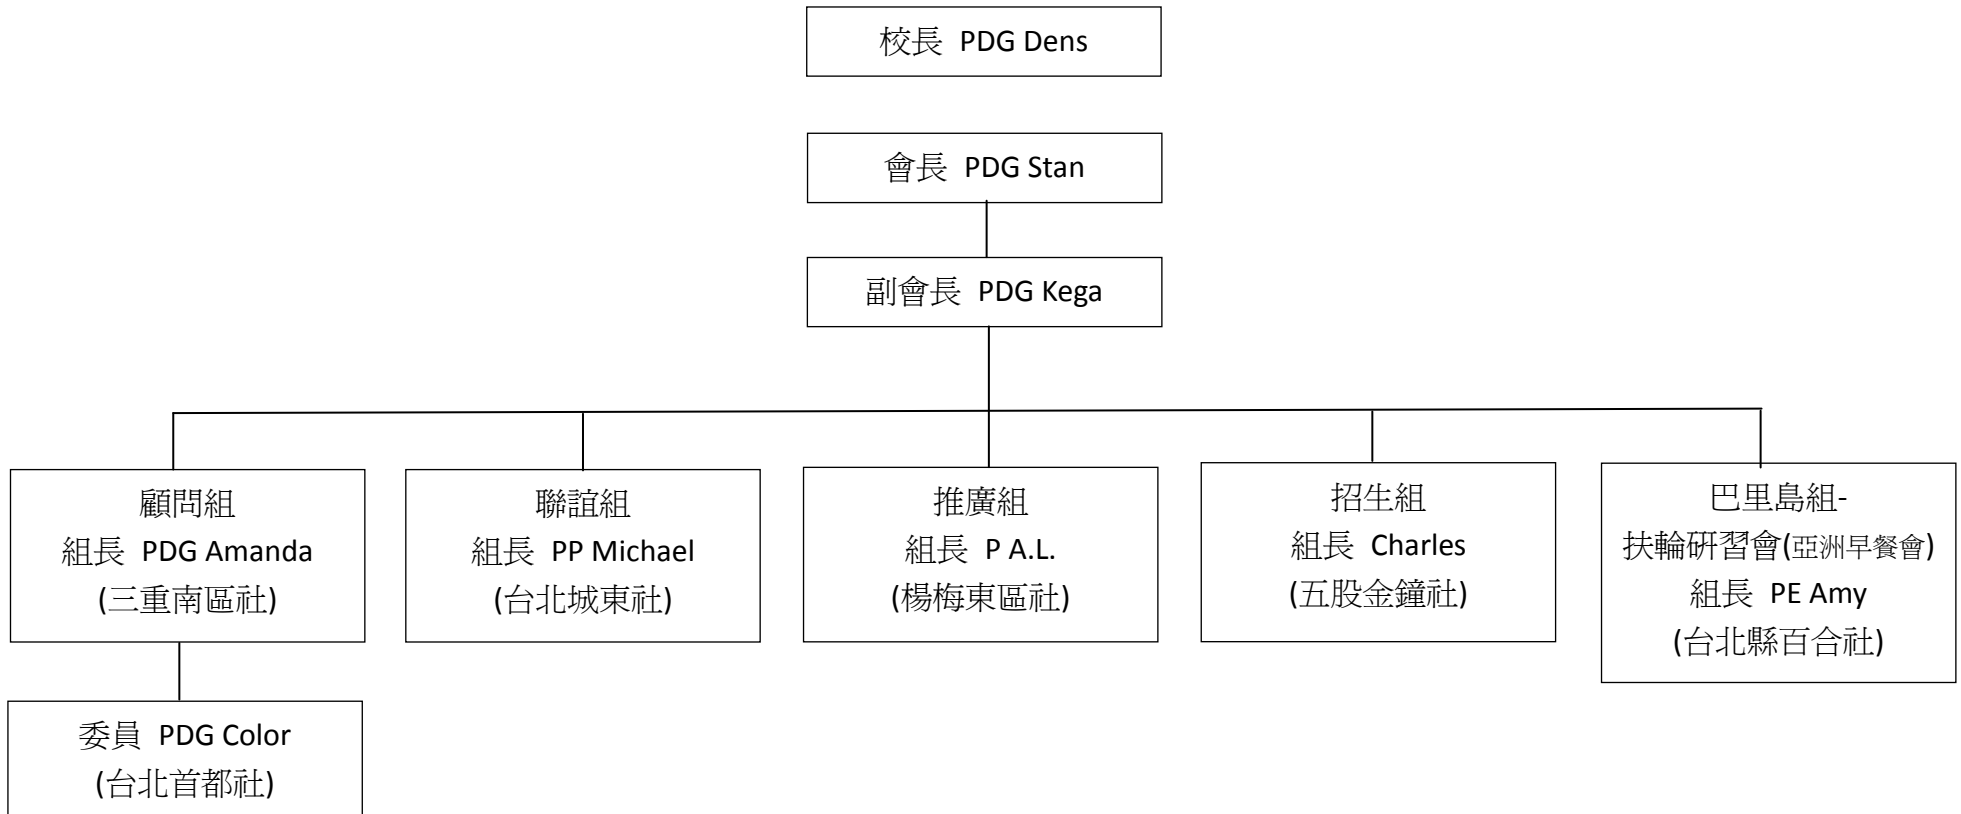 校長 PDG Dens
會長 PDG Stan
副會長 PDG Kega
顧問組
組長 PDG Amanda
(三重南區社)
聯誼組
組長 PP Michael
(台北城東社)
推廣組
組長 P A.L.
(楊梅東區社)
招生組
組長 Charles
(五股金鐘社)
巴里島組-
扶輪研習會(亞洲早餐會)
組長 PE Amy
(台北縣百合社)
委員 PDG Color
(台北首都社)